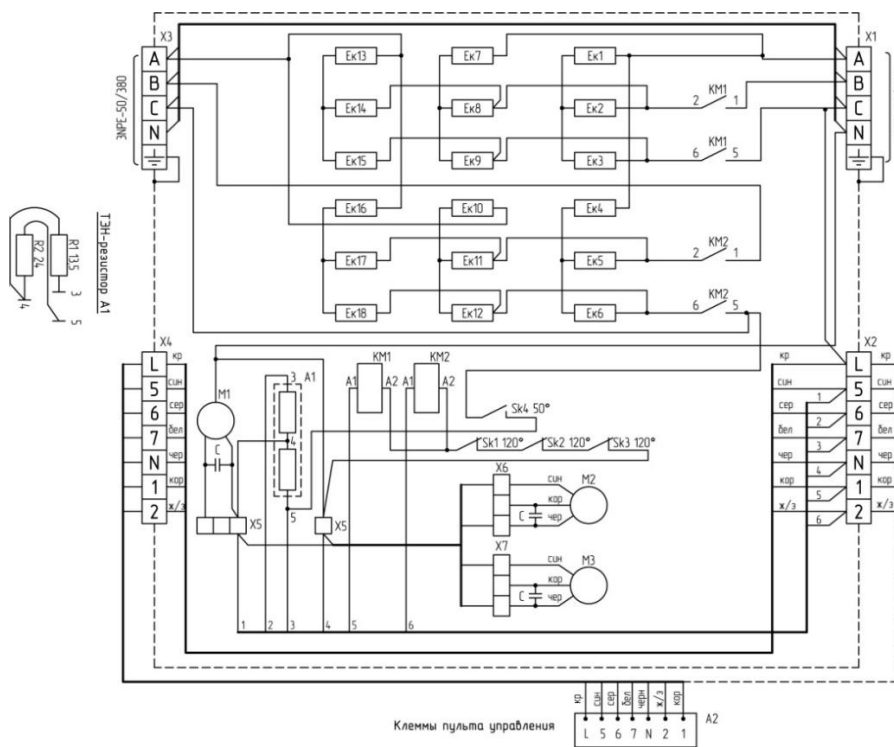 X3
X1
A
B
C
N
3NPE-50/380
Ек13
Ек7
Ек1
A
B
C
N
Ек14
Ек8
Ек2
2
KM1
1
Ек15
Ек9
Ек3
6
KM1
5
Ек16
Ек10
Ек4
Ек17
Ек11
Ек5
2
KM2
1
Ек18
Ек12
Ек6
6
KM2
5
ТЭН-резистор А1
R1 13,5
R2 24
3
4
5
X4
L
5
6
7
N
1
2
кр
син
сер
бел
чер
кор
ж/з
M1
C
X5
3
A1
4
5
X5
KM1
KM2
A1
A2
A1
A2
Sk4 50°
Sk1 120°
Sk2 120°
Sk3 120°
X6
син
кор
чер
C
M2
X7
син
кор
чер
C
M3
X2
кр
син
сер
бел
чер
кор
ж/з
1
2
3
4
5
6
L
5
6
7
N
1
2
кр
син
сер
бел
чер
кор
ж/з
1
2
3
4
5
6
Клеммы пульта управления
кр
син
сер
бел
черн
ж/з
кор
A2
L
5
6
7
N
2
1